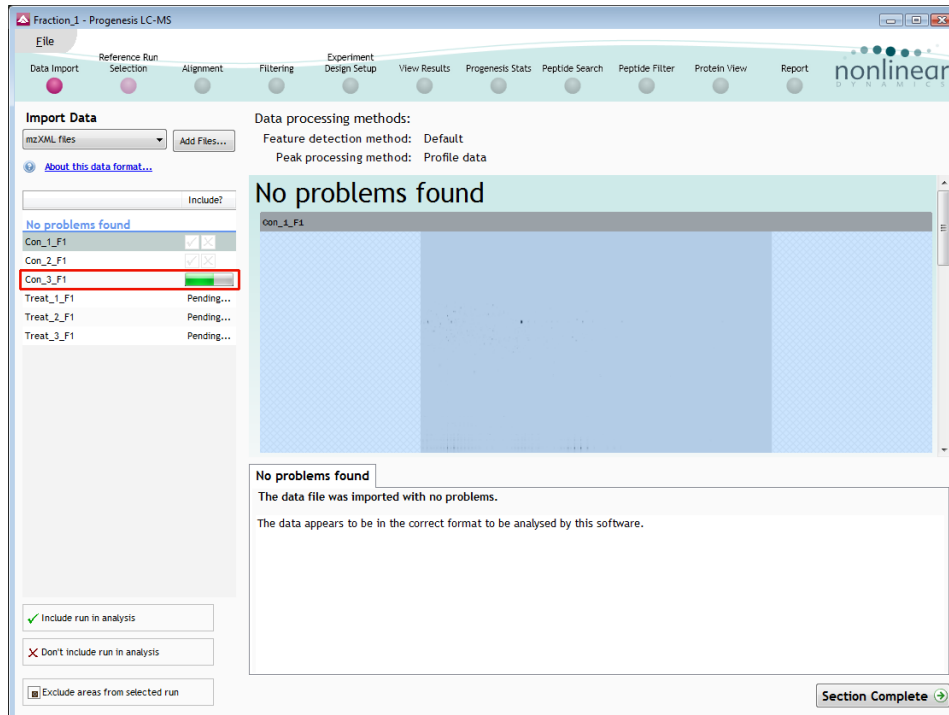 Fraction_1 - Progenesis LC-MS
File
Data Import
Reference Run Selection
Alignment
Filtering
Experiment Design Setup
View Results
Progenesis Stats
Peptide Search
Peptide Filter
Protein View
Report
nonlinear
DYNAMICS
Import Data
mzXML files
Add Files...
About this data format...
Include?
No problems found
Con_1_F1
Con_2_F1
Con_3_F1
Treat_1_F1 Pending...
Treat_2_F1 Pending...
Treat_3_F1 Pending...
Include run in analysis
Don't include run in analysis
Exclude areas from selected run
Data processing methods:
Feature detection method: Default
Peak processing method: Profile data
No problems found
Con_1_F1
No problems found
The data file was imported with no problems.
The data appears to be in the correct format to be analysed by this software.
Section Complete